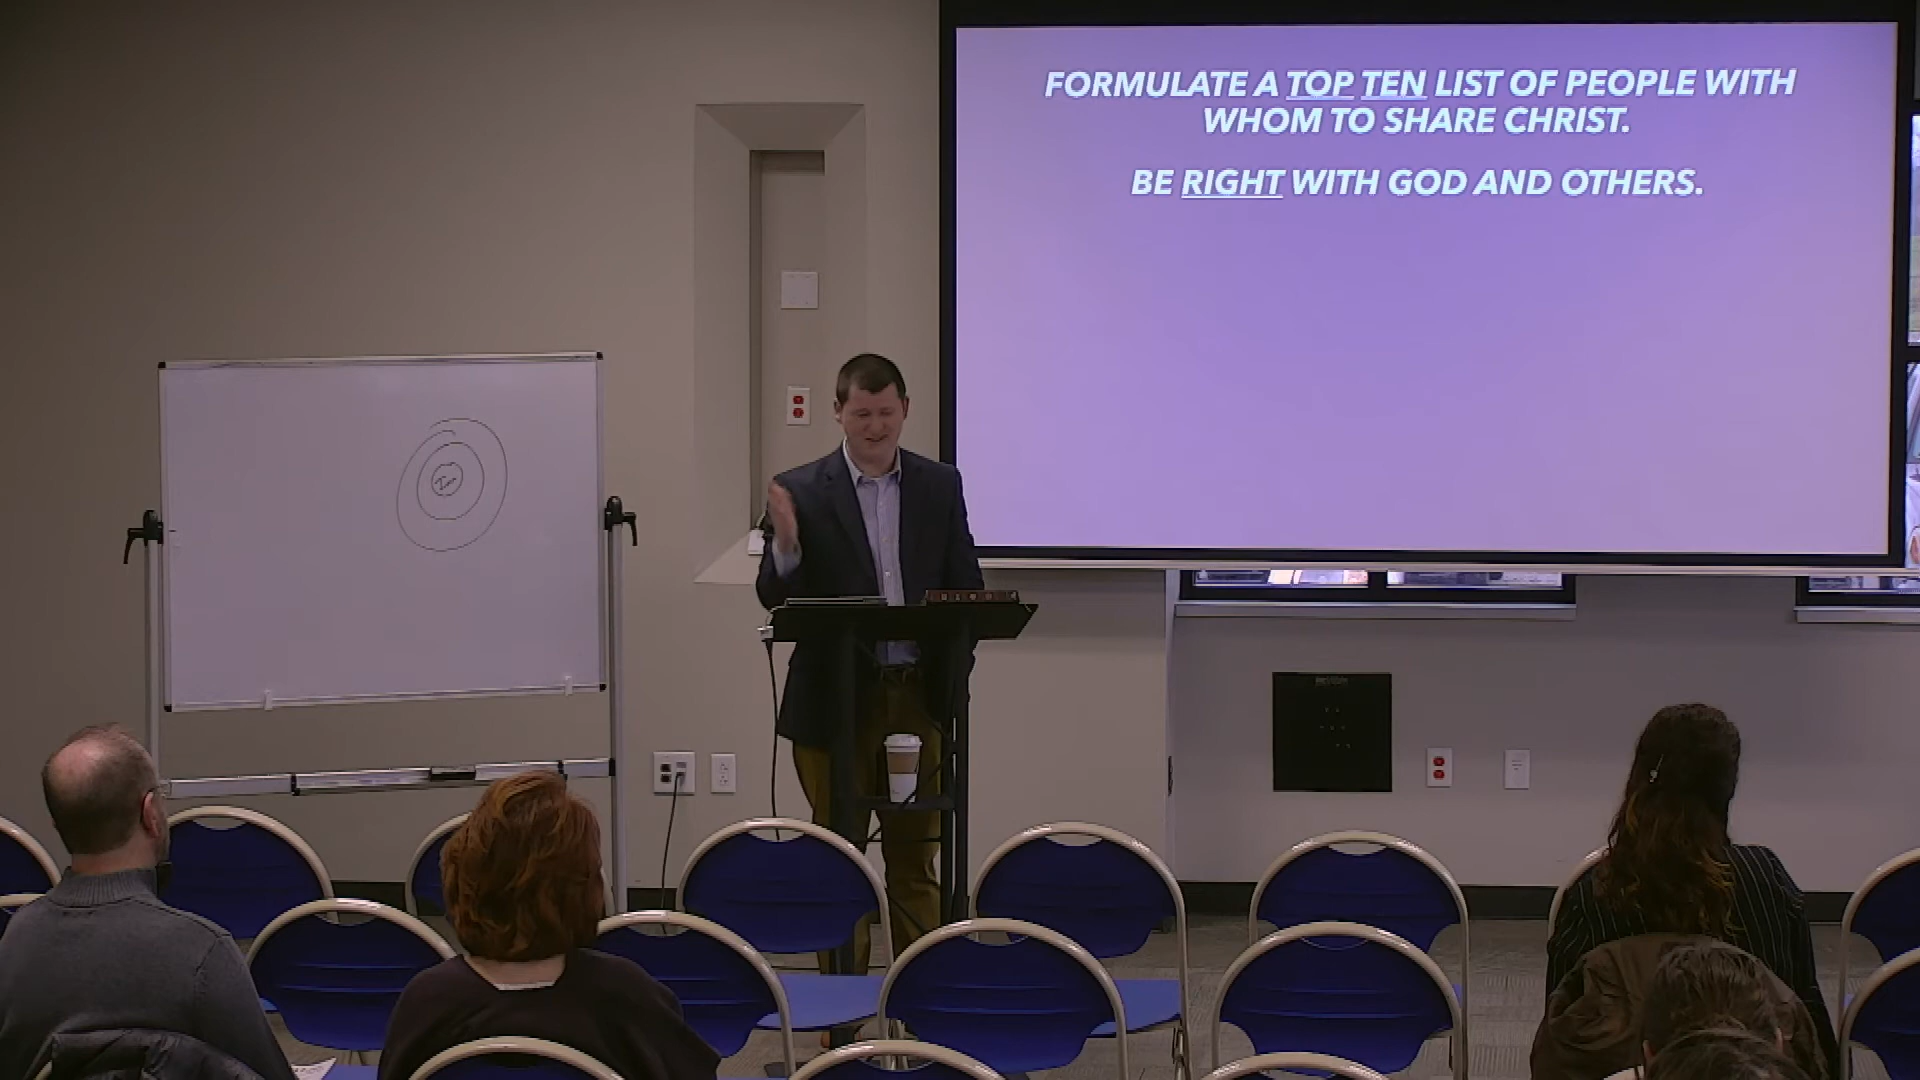 FORMULATE A TOP TEN LIST OF PEOPLE WITH
WHOM TO SHARE CHRIST.
BE RIGHT WITH GOD AND OTHERS.